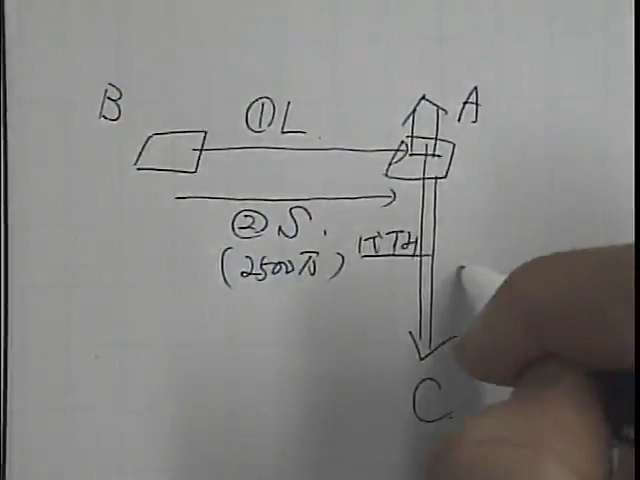 B
①L.
A
②S.
(2500万)
C.